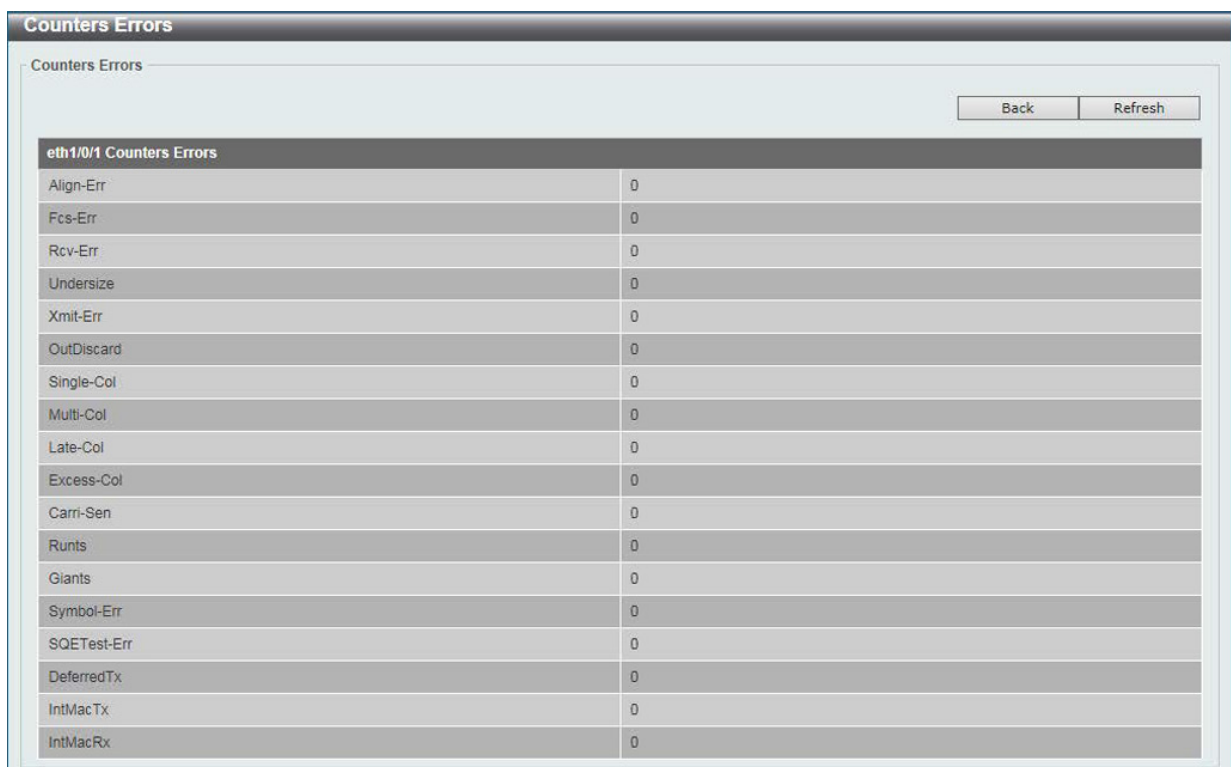 Counters Errors
Counters Errors
Back Refresh
eth1/0/1 Counters Errors
Align-Err 0
Fcs-Err 0
Rcv-Err 0
Undersize 0
Xmit-Err 0
OutDiscard 0
Single-Col 0
Multi-Col 0
Late-Col 0
Excess-Col 0
Carri-Sen 0
Runts 0
Giants 0
Symbol-Err 0
SQETest-Err 0
DeferredTx 0
IntMacTx 0
IntMacRx 0